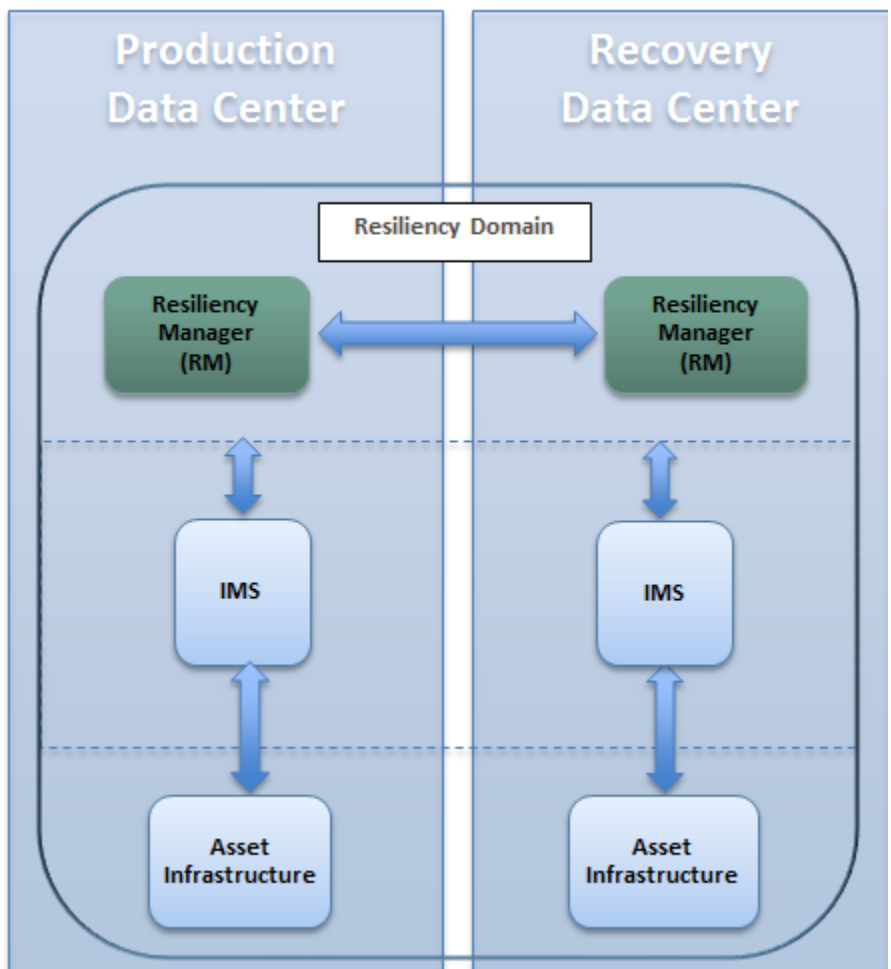 Production
Data Center
Recovery
Data Center
Resiliency Domain
Resiliency
Manager
(RM)
Resiliency
Manager
(RM)
IMS
IMS
Asset
Infrastructure
Asset
Infrastructure